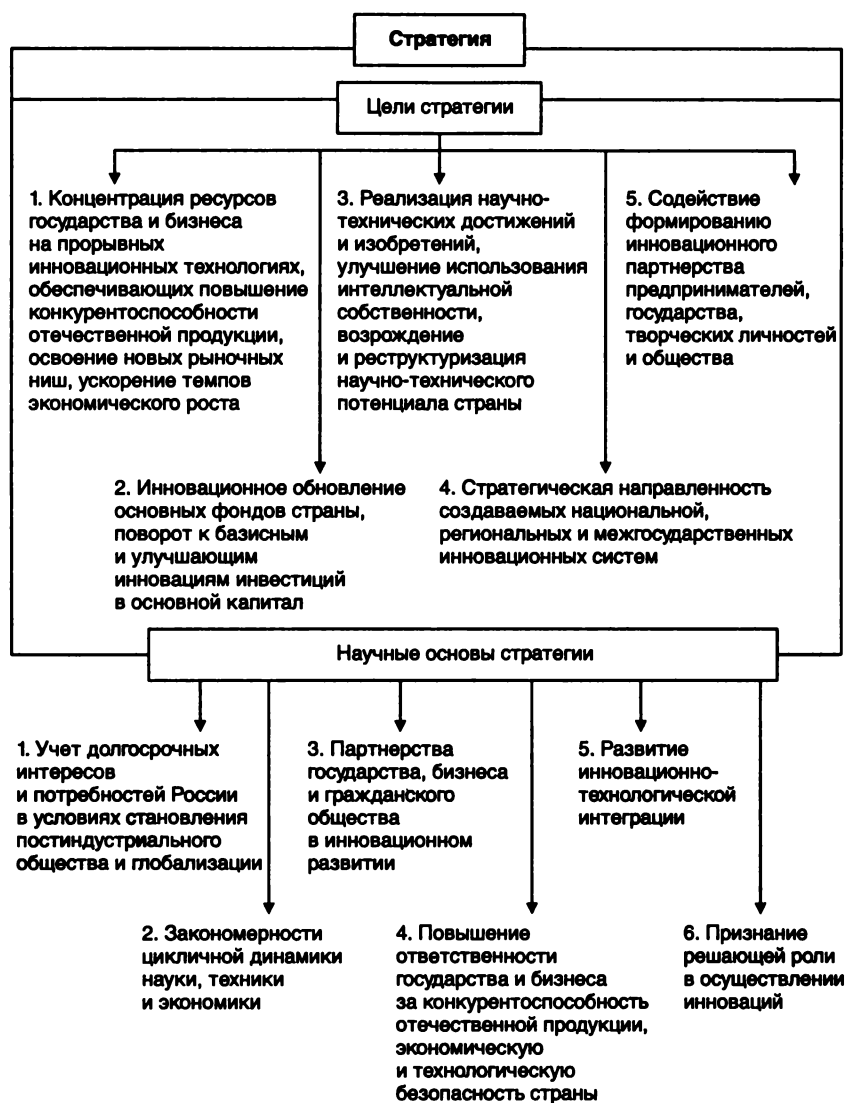 Стратегия
Цели стратегии
1. Концентрация ресурсов
государства и бизнеса
на прорывных
инновационных технологиях,
обеспечивающих повышение
конкурентоспособности
отечественной продукции,
освоение новых рыночных
ниш, ускорение темпов
экономического роста
2. Инновационное обновление
основных фондов страны,
поворот к базисным
и улучшающим
инновациям инвестиций
в основной капитал
3. Реализация научно-
технических достижений
и изобретений,
улучшение использования
интеллектуальной
собственности,
возрождение
и реструктуризация
научно-технического
потенциала страны
4. Стратегическая направленность
создаваемых национальной,
региональных и межгосударственных
инновационных систем
5. Содействие
формированию
инновационного
партнерства
предпринимателей,
государства,
творческих личностей
и общества
Научные основы стратегии
1. Учет долгосрочных
интересов
и потребностей России
в условиях становления
постиндустриального
общества и глобализации
2. Закономерности
цикличной динамики
науки, техники
и экономики
3. Партнерства
государства, бизнеса
и гражданского
общества
в инновационном
развитии
4. Повышение
ответственности
государства и бизнеса
за конкурентоспособность
отечественной продукции,
экономическую
и технологическую
безопасность страны
5. Развитие
инновационно-
технологической
интеграции
6. Признание
решающей роли
в осуществлении
инноваций